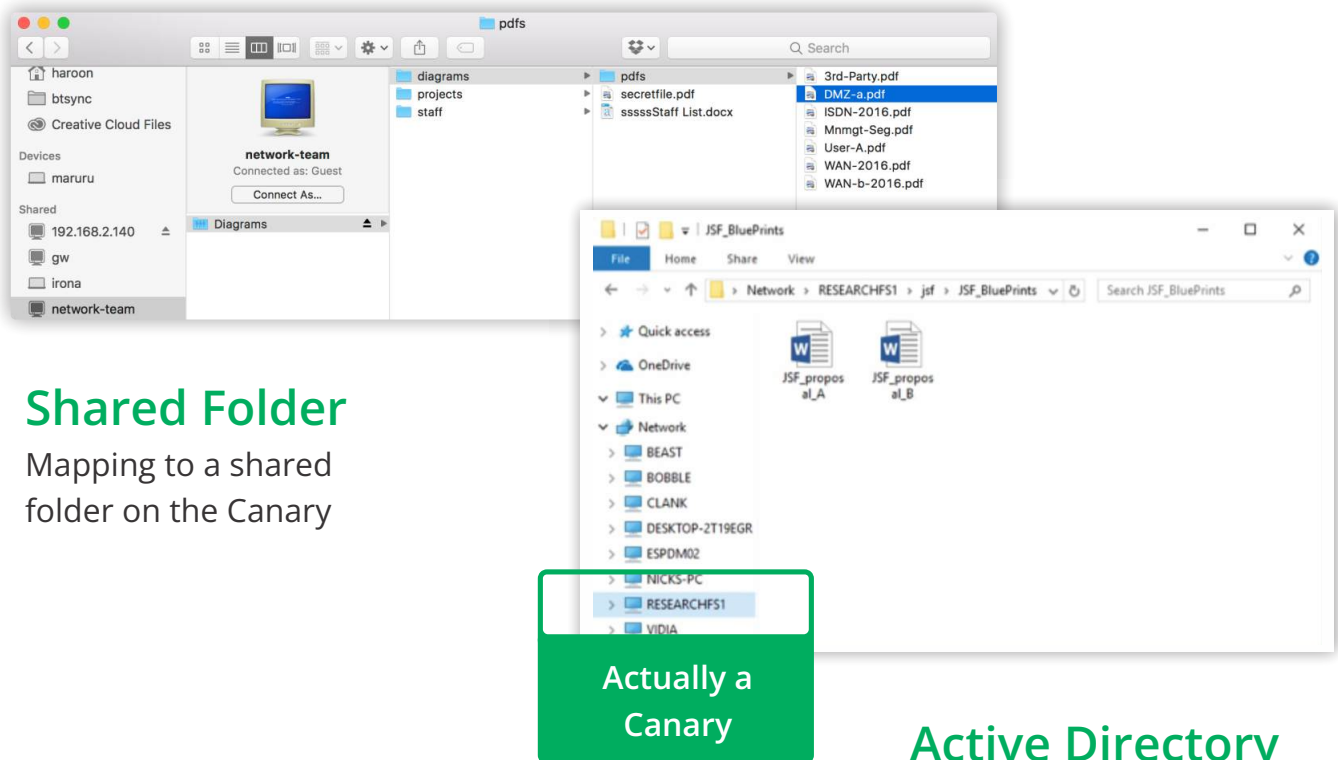 pdfs
Search
haroon
btsync
Creative Cloud Files
Devices
maruru
Shared
192.168.2.140
gw
irona
network-team
network-team
Connected as: Guest
Connect As...
Diagrams
diagrams
projects
staff
pdfs
secretfile.pdf
sssssStaff List.docx
3rd-Party.pdf
DMZ-a.pdf
ISDN-2016.pdf
Mnmgt-Seg.pdf
User-A.pdf
WAN-2016.pdf
WAN-b-2016.pdf
JSF_BluePrints
File Home Share View
Network > RESEARCHFS1 > jsf > JSF_BluePrints
Search JSF_BluePrints
Quick access
OneDrive
This PC
Network
BEAST
BOBBLE
CLANK
DESKTOP-2T19EGR
ESPDM02
NICKS-PC
RESEARCHFS1
VIDIA
JSF_propos
al_A
JSF_propos
al_B
Shared Folder
Mapping to a shared
folder on the Canary
Actually a
Canary
Active Directory